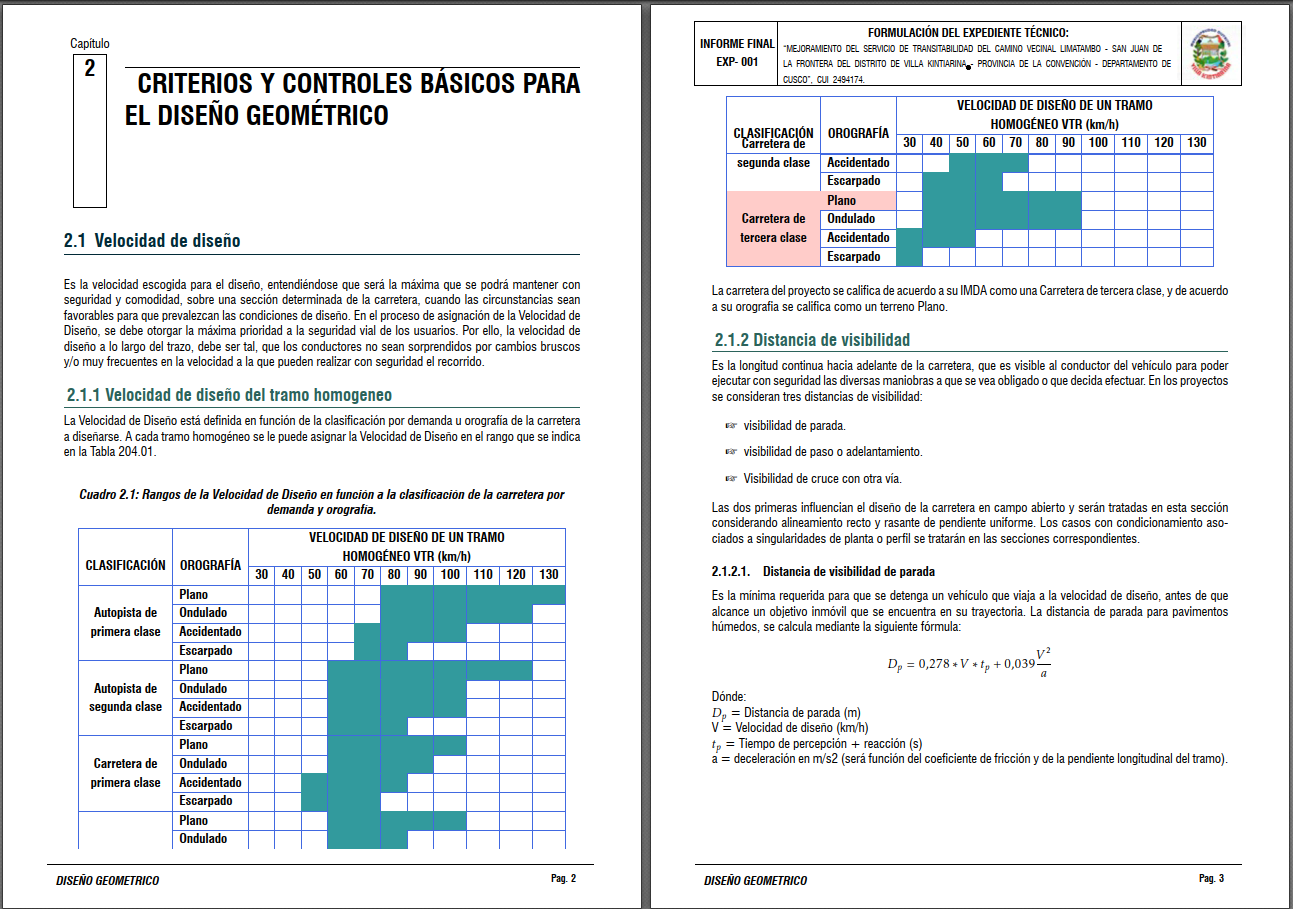 Capítulo
2
CRITERIOS Y CONTROLES BÁSICOS PARA
EL DISEÑO GEOMÉTRICO
2.1 Velocidad de diseño
Es la velocidad escogida para el diseño, entendiéndose que será la máxima que se podrá mantener con
seguridad y comodidad, sobre una sección determinada de la carretera, cuando las circunstancias sean
favorables para que prevalezcan las condiciones de diseño. En el proceso de asignación de la Velocidad de
Diseño, se debe otorgar la máxima prioridad a la seguridad vial de los usuarios. Por ello, la velocidad de
diseño a lo largo del trazo, debe ser tal, que los conductores no sean sorprendidos por cambios bruscos
y/o muy frecuentes en la velocidad a la que pueden realizar con seguridad el recorrido.
2.1.1 Velocidad de diseño del tramo homogeneo
La Velocidad de Diseño está definida en función de la clasificación por demanda u orografía de la carretera
a diseñarse. A cada tramo homogéneo se le puede asignar la Velocidad de Diseño en el rango que se indica
en la Tabla 204.01.
Cuadro 2.1: Rangos de la Velocidad de Diseño en función a la clasificación de la carretera por
demanda y orografía.
VELOCIDAD DE DISEÑO DE UN TRAMO
HOMOGÉNEO VTR (km/h)
CLASIFICACIÓN OROGRAFÍA
30 40 50 60 70 80 90 100 110 120 130
Autopista de
primera clase
Plano
Ondulado
Accidentado
Escarpado
Autopista de
segunda clase
Plano
Ondulado
Accidentado
Escarpado
Carretera de
primera clase
Plano
Ondulado
Accidentado
Escarpado
Plano
Ondulado
DISEÑO GEOMETRICO Pag. 2
INFORME FINAL
EXP- 001
FORMULACIÓN DEL EXPEDIENTE TÉCNICO:
"MEJORAMIENTO DEL SERVICIO DE TRANSITABILIDAD DEL CAMINO VECINAL LIMATAMBO - SAN JUAN DE
LA FRONTERA DEL DISTRITO DE VILLA KINTIARINA - PROVINCIA DE LA CONVENCIÓN - DEPARTAMENTO DE
CUSCO", CUI 2494174.
VELOCIDAD DE DISEÑO DE UN TRAMO
HOMOGÉNEO VTR (km/h)
CLASIFICACIÓN OROGRAFÍA
30 40 50 60 70 80 90 100 110 120 130
Carretera de
segunda clase
Accidentado
Escarpado
Carretera de
tercera clase
Plano
Ondulado
Accidentado
Escarpado
La carretera del proyecto se califica de acuerdo a su IMDA como una Carretera de tercera clase, y de acuerdo
a su orografia se califica como un terreno Plano.
2.1.2 Distancia de visibilidad
Es la longitud continua hacia adelante de la carretera, que es visible al conductor del vehículo para poder
ejecutar con seguridad las diversas maniobras a que se vea obligado o que decida efectuar. En los proyectos
se consideran tres distancias de visibilidad:
☞ visibilidad de parada.
☞ visibilidad de paso o adelantamiento.
☞ Visibilidad de cruce con otra vía.
Las dos primeras influencian el diseño de la carretera en campo abierto y serán tratadas en esta sección
considerando alineamiento recto y rasante de pendiente uniforme. Los casos con condicionamiento aso-
ciados a singularidades de planta o perfil se tratarán en las secciones correspondientes.
2.1.2.1. Distancia de visibilidad de parada
Es la mínima requerida para que se detenga un vehículo que viaja a la velocidad de diseño, antes de que
alcance un objetivo inmóvil que se encuentra en su trayectoria. La distancia de parada para pavimentos
húmedos, se calcula mediante la siguiente fórmula:
Dp = 0,278 ∗ V ∗ tp + 0,039 V²/a
Dónde:
Dp = Distancia de parada (m)
V = Velocidad de diseño (km/h)
tp = Tiempo de percepción + reacción (s)
a = deceleración en m/s2 (será función del coeficiente de fricción y de la pendiente longitudinal del tramo).
DISEÑO GEOMETRICO Pag. 3